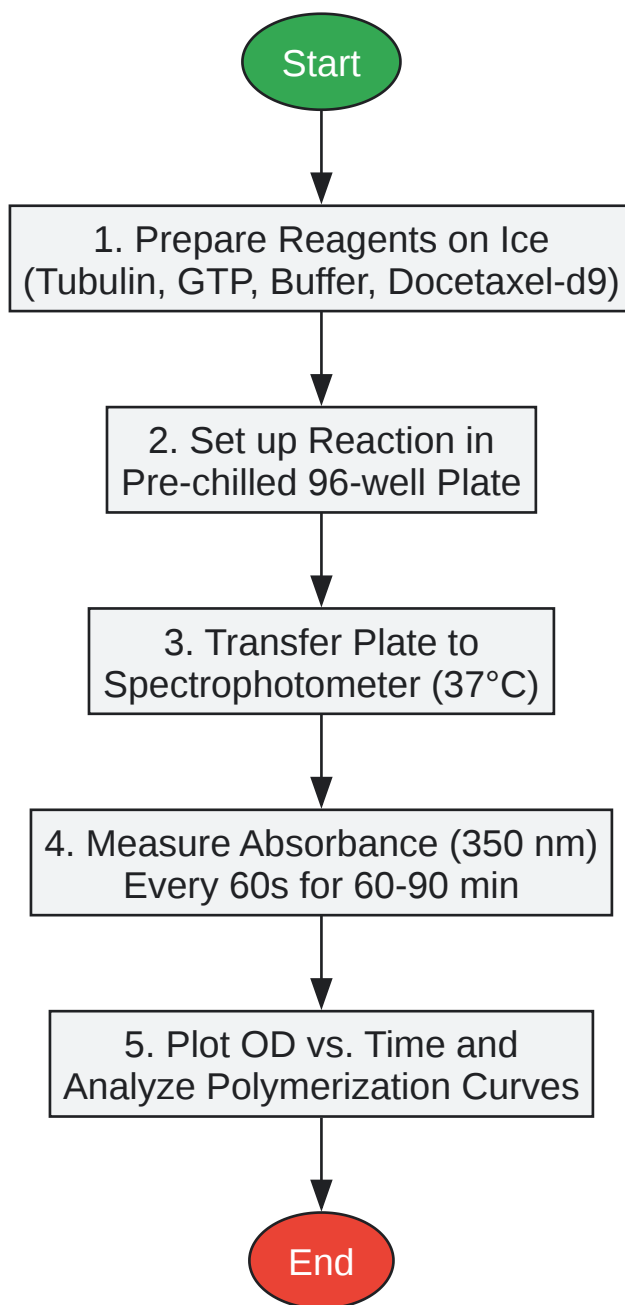 Start
1. Prepare Reagents on Ice
(Tubulin, GTP, Buffer, Docetaxel-d9)
2. Set up Reaction in
Pre-chilled 96-well Plate
3. Transfer Plate to
Spectrophotometer (37°C)
4. Measure Absorbance (350 nm)
Every 60s for 60-90 min
5. Plot OD vs. Time and
Analyze Polymerization Curves
End